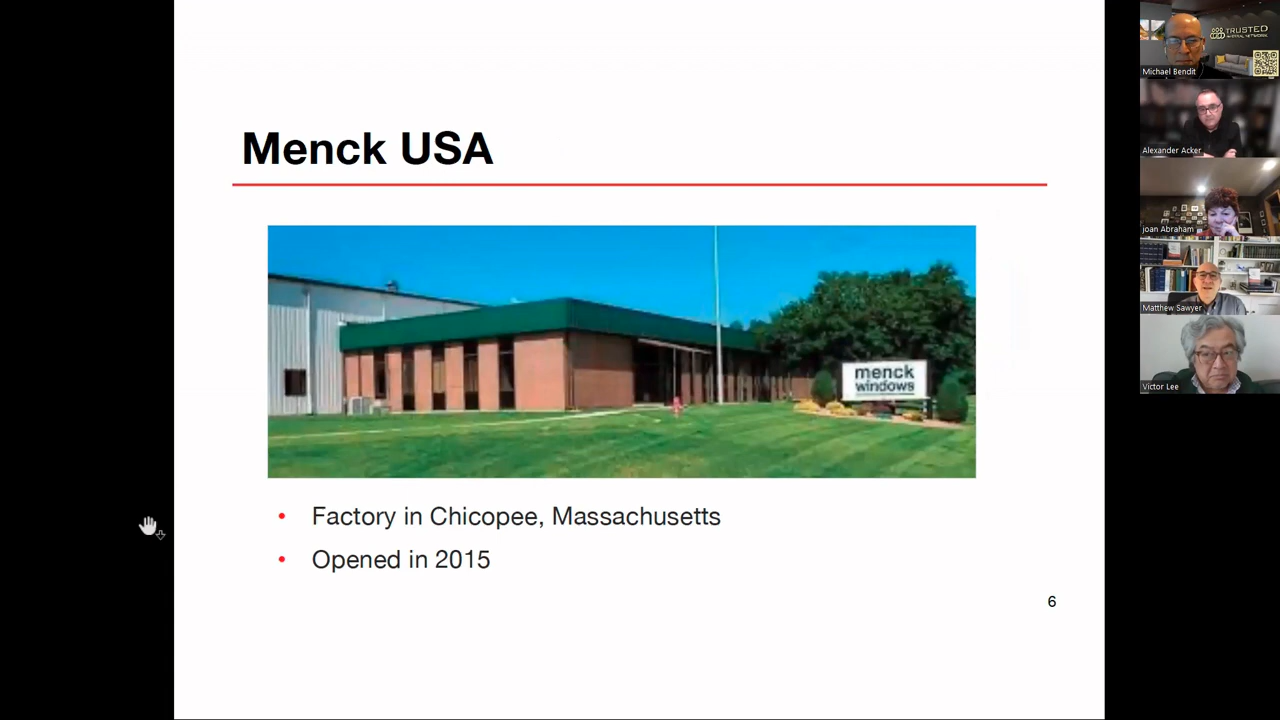 Menck USA
menck
windows
Factory in Chicopee, Massachusetts
Opened in 2015
6
TRUSTED
Michael Bendit
Alexander Acker
joan Abraham
Matthew Sawyer
Victor Lee